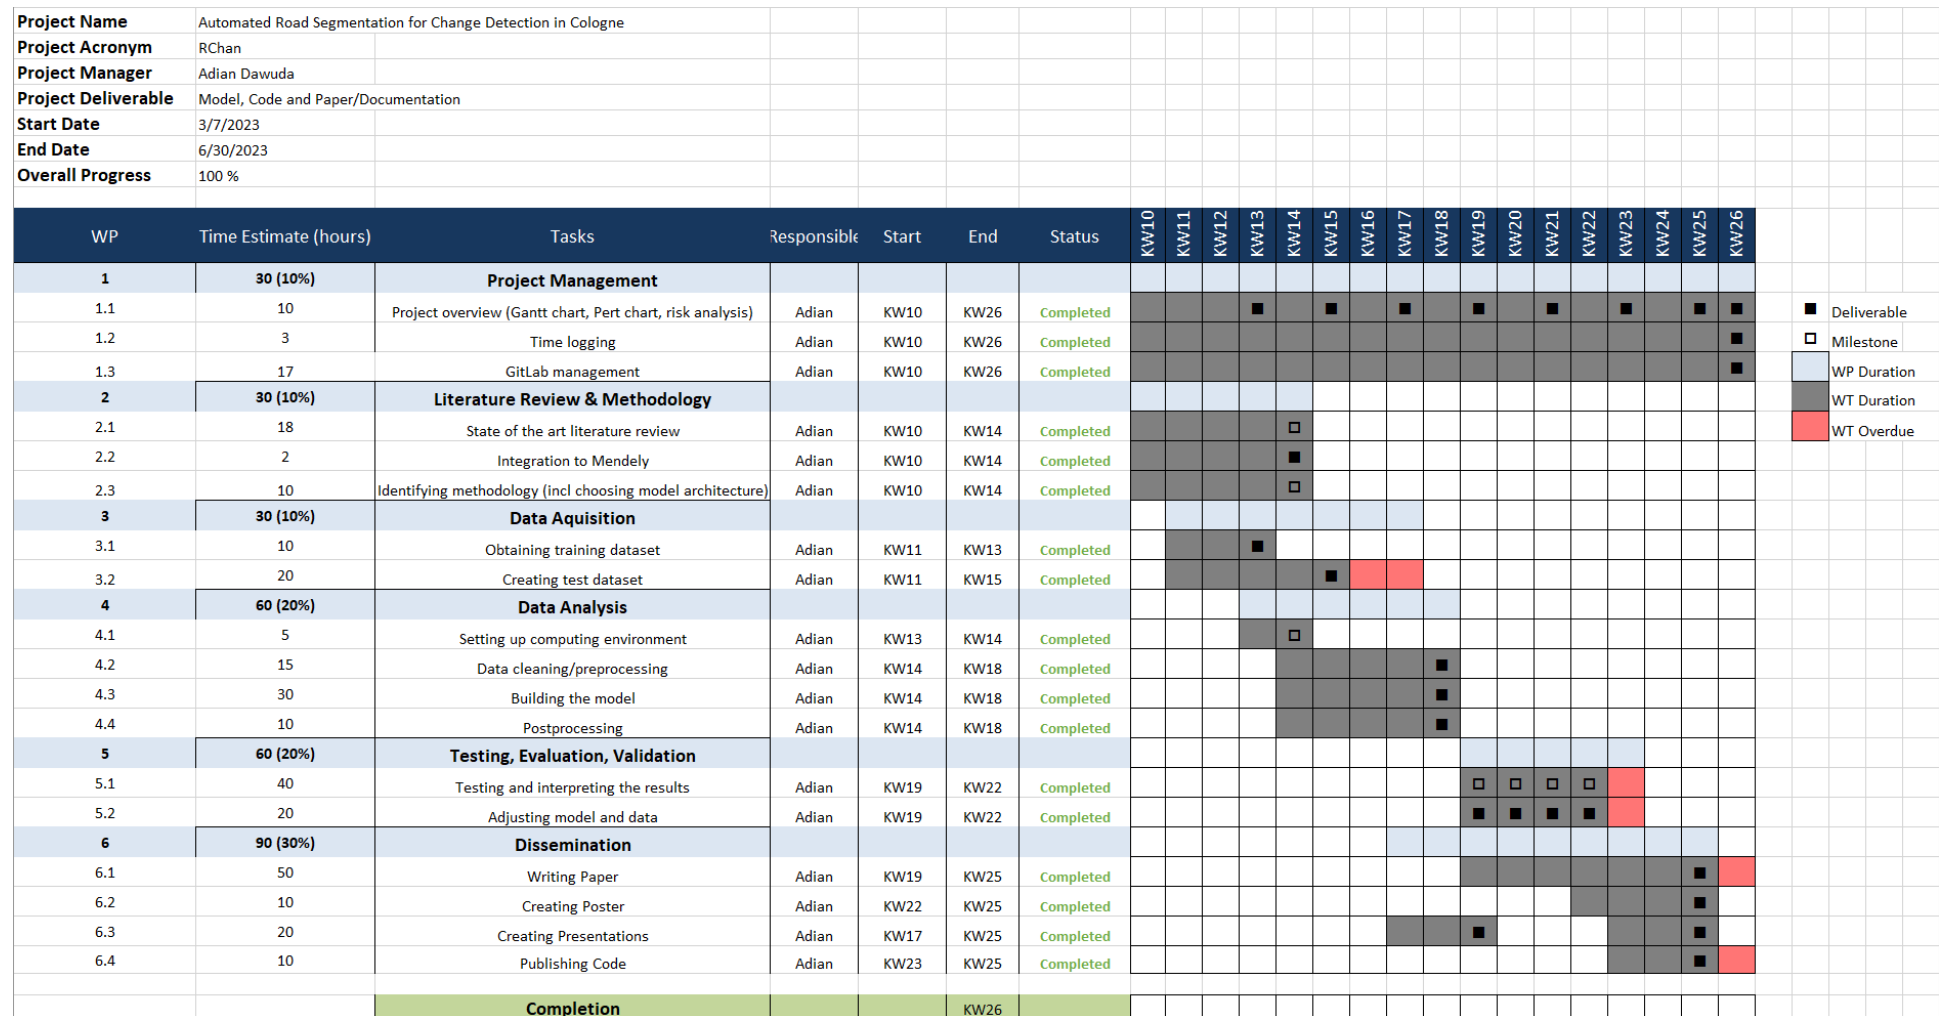 Project Name Automated Road Segmentation for Change Detection in Cologne
Project Acronym RChan
Project Manager Adian Dawuda
Project Deliverable Model, Code and Paper/Documentation
Start Date 3/7/2023
End Date 6/30/2023
Overall Progress 100 %
WP Time Estimate (hours) Tasks Responsible Start End Status KW10 KW11 KW12 KW13 KW14 KW15 KW16 KW17 KW18 KW19 KW20 KW21 KW22 KW23 KW24 KW25 KW26
1 30 (10%) Project Management
1.1 10 Project overview (Gantt chart, Pert chart, risk analysis) Adian KW10 KW26 Completed Deliverable
1.2 3 Time logging Adian KW10 KW26 Completed Milestone
1.3 17 GitLab management Adian KW10 KW26 Completed WP Duration
2 30 (10%) Literature Review & Methodology WT Duration
2.1 18 State of the art literature review Adian KW10 KW14 Completed WT Overdue
2.2 2 Integration to Mendely Adian KW10 KW14 Completed
2.3 10 Identifying methodology (incl choosing model architecture) Adian KW10 KW14 Completed
3 30 (10%) Data Aquisition
3.1 10 Obtaining training dataset Adian KW11 KW13 Completed
3.2 20 Creating test dataset Adian KW11 KW15 Completed
4 60 (20%) Data Analysis
4.1 5 Setting up computing environment Adian KW13 KW14 Completed
4.2 15 Data cleaning/preprocessing Adian KW14 KW18 Completed
4.3 30 Building the model Adian KW14 KW18 Completed
4.4 10 Postprocessing Adian KW14 KW18 Completed
5 60 (20%) Testing, Evaluation, Validation
5.1 40 Testing and interpreting the results Adian KW19 KW22 Completed
5.2 20 Adjusting model and data Adian KW19 KW22 Completed
6 90 (30%) Dissemination
6.1 50 Writing Paper Adian KW19 KW25 Completed
6.2 10 Creating Poster Adian KW22 KW25 Completed
6.3 20 Creating Presentations Adian KW17 KW25 Completed
6.4 10 Publishing Code Adian KW23 KW25 Completed
Completion KW26